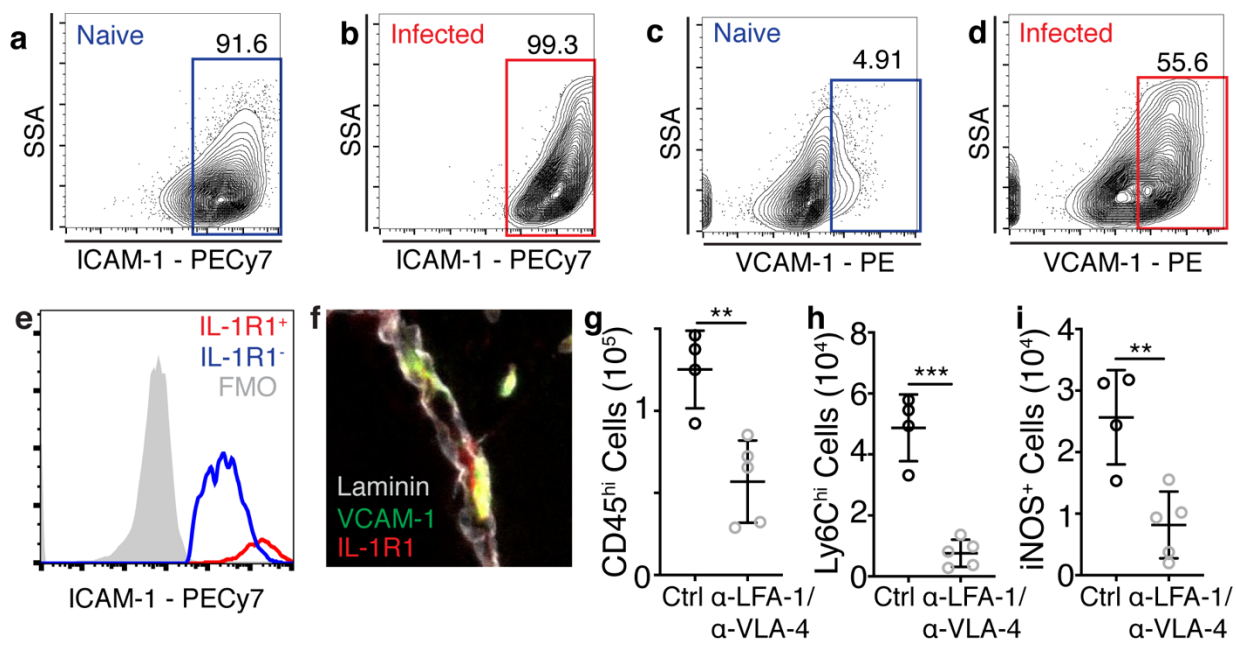 a
Naive
91.6
SSA
ICAM-1 - PECy7
b
Infected
99.3
SSA
ICAM-1 - PECy7
c
Naive
4.91
SSA
VCAM-1 - PE
d
Infected
55.6
SSA
VCAM-1 - PE
e
IL-1R1⁺
IL-1R1⁻
FMO
ICAM-1 - PECy7
f
Laminin
VCAM-1
IL-1R1
g
**
CD45ʰⁱ Cells (10⁵)
1
0
Ctrl α-LFA-1/
α-VLA-4
h
***
Ly6Cʰⁱ Cells (10⁴)
8
6
4
2
0
Ctrl α-LFA-1/
α-VLA-4
i
**
iNOS⁺ Cells (10⁴)
4
3
2
1
0
Ctrl α-LFA-1/
α-VLA-4